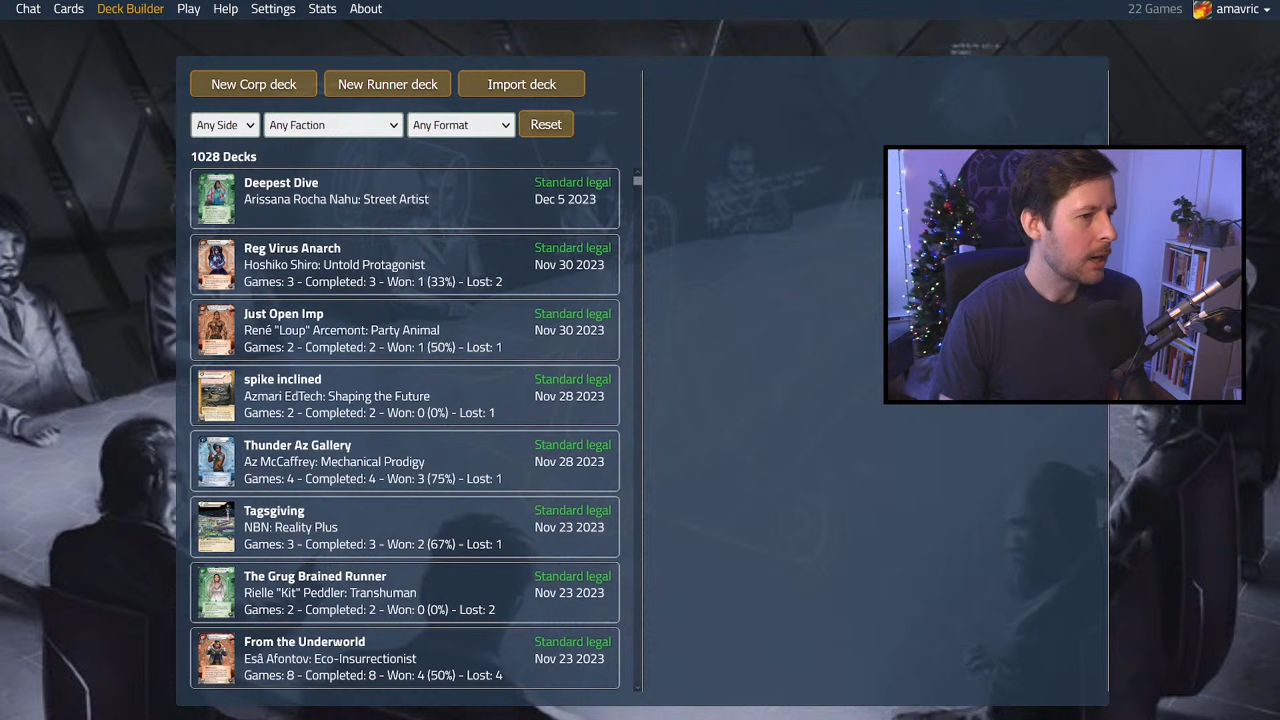 Chat Cards Deck Builder Play Help Settings Stats About 22 Games amavric
New Corp deck New Runner deck Import deck
Any Side Any Faction Any Format Reset
1028 Decks
Deepest Dive Standard legal
Arissana Rocha Nahu: Street Artist Dec 5 2023
Reg Virus Anarch Standard legal
Hoshiko Shiro: Untold Protagonist Nov 30 2023
Games: 3 - Completed: 3 - Won: 1 (33%) - Lost: 2
Just Open Imp Standard legal
René "Loup" Arcemont: Party Animal Nov 30 2023
Games: 2 - Completed: 2 - Won: 1 (50%) - Lost: 1
spike inclined Standard legal
Azmari EdTech: Shaping the Future Nov 28 2023
Games: 2 - Completed: 2 - Won: 0 (0%) - Lost: 1
Thunder Az Gallery Standard legal
Az McCaffrey: Mechanical Prodigy Nov 28 2023
Games: 4 - Completed: 4 - Won: 3 (75%) - Lost: 1
Tagsgiving Standard legal
NBN: Reality Plus Nov 23 2023
Games: 3 - Completed: 3 - Won: 2 (67%) - Lost: 1
The Grug Brained Runner Standard legal
Rielle "Kit" Peddler: Transhuman Nov 23 2023
Games: 2 - Completed: 2 - Won: 0 (0%) - Lost: 2
From the Underworld Standard legal
Esâ Afontov: Eco-Insurrectionist Nov 23 2023
Games: 8 - Completed: 8 - Won: 4 (50%) - Lost: 4